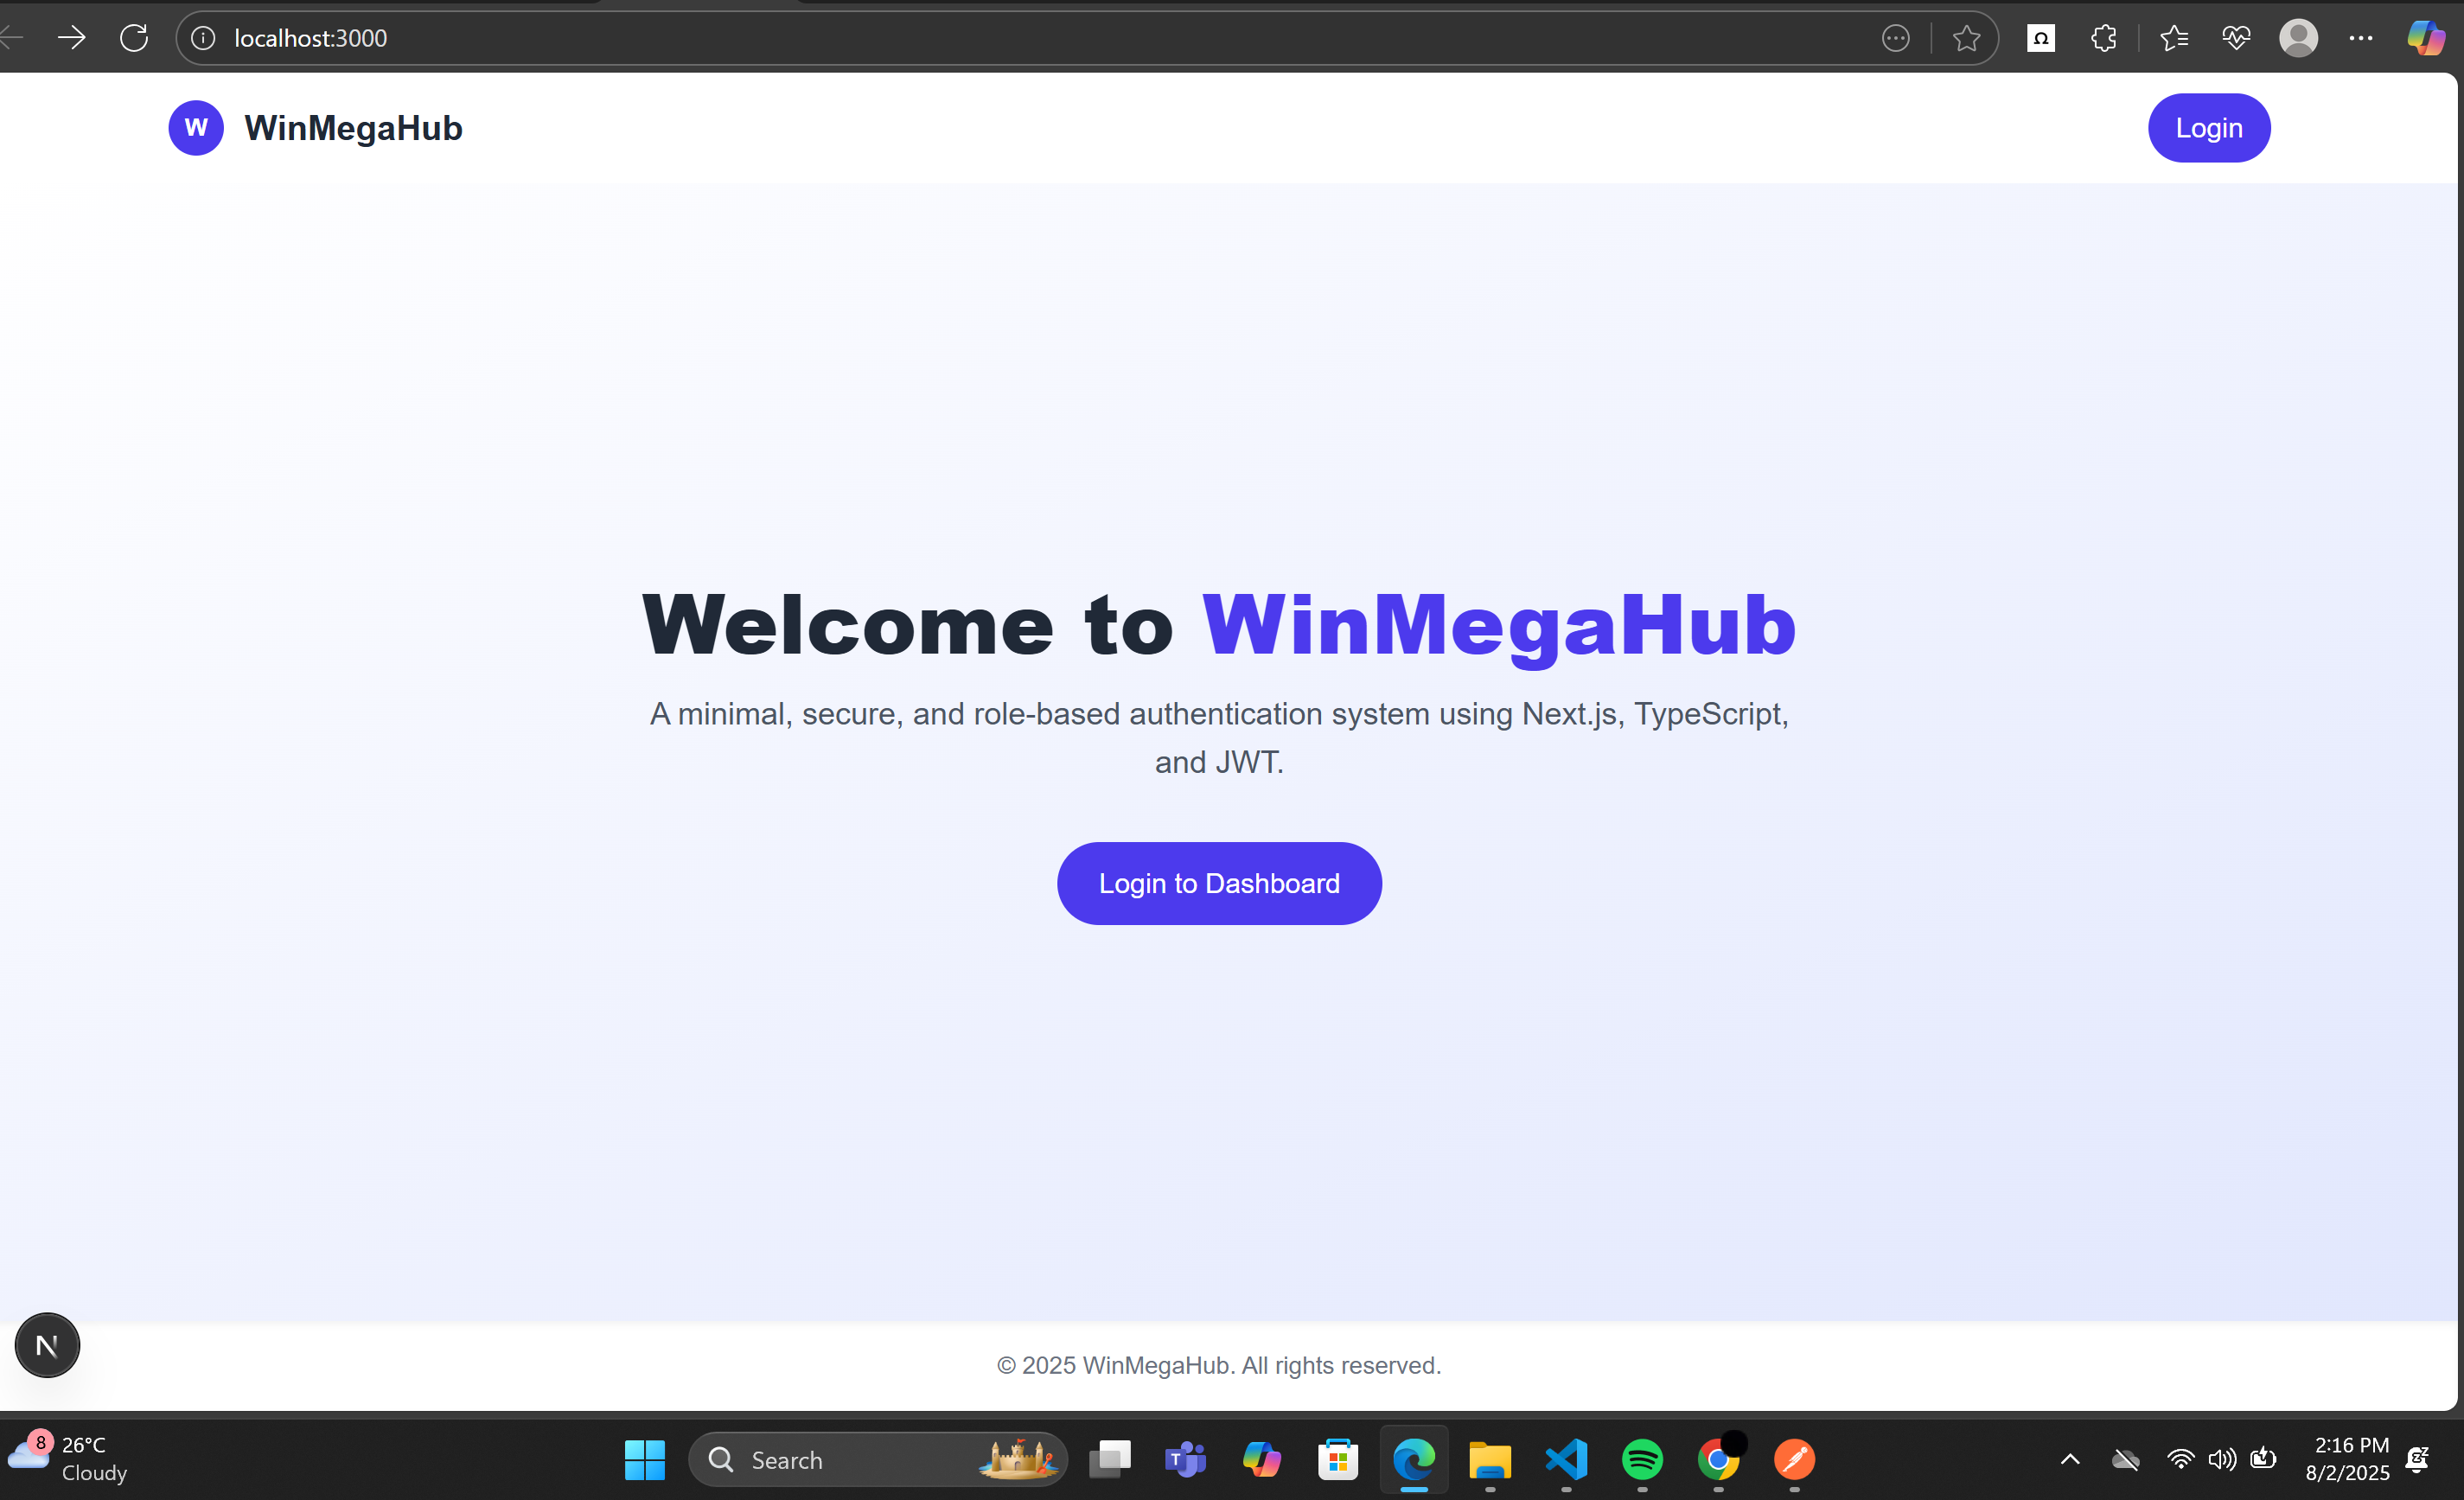 localhost:3000
W WinMegaHub
Login
Welcome to WinMegaHub
A minimal, secure, and role-based authentication system using Next.js, TypeScript,
and JWT.
Login to Dashboard
N
© 2025 WinMegaHub. All rights reserved.
8
26°C
Cloudy
Search
T
2:16 PM
8/2/2025